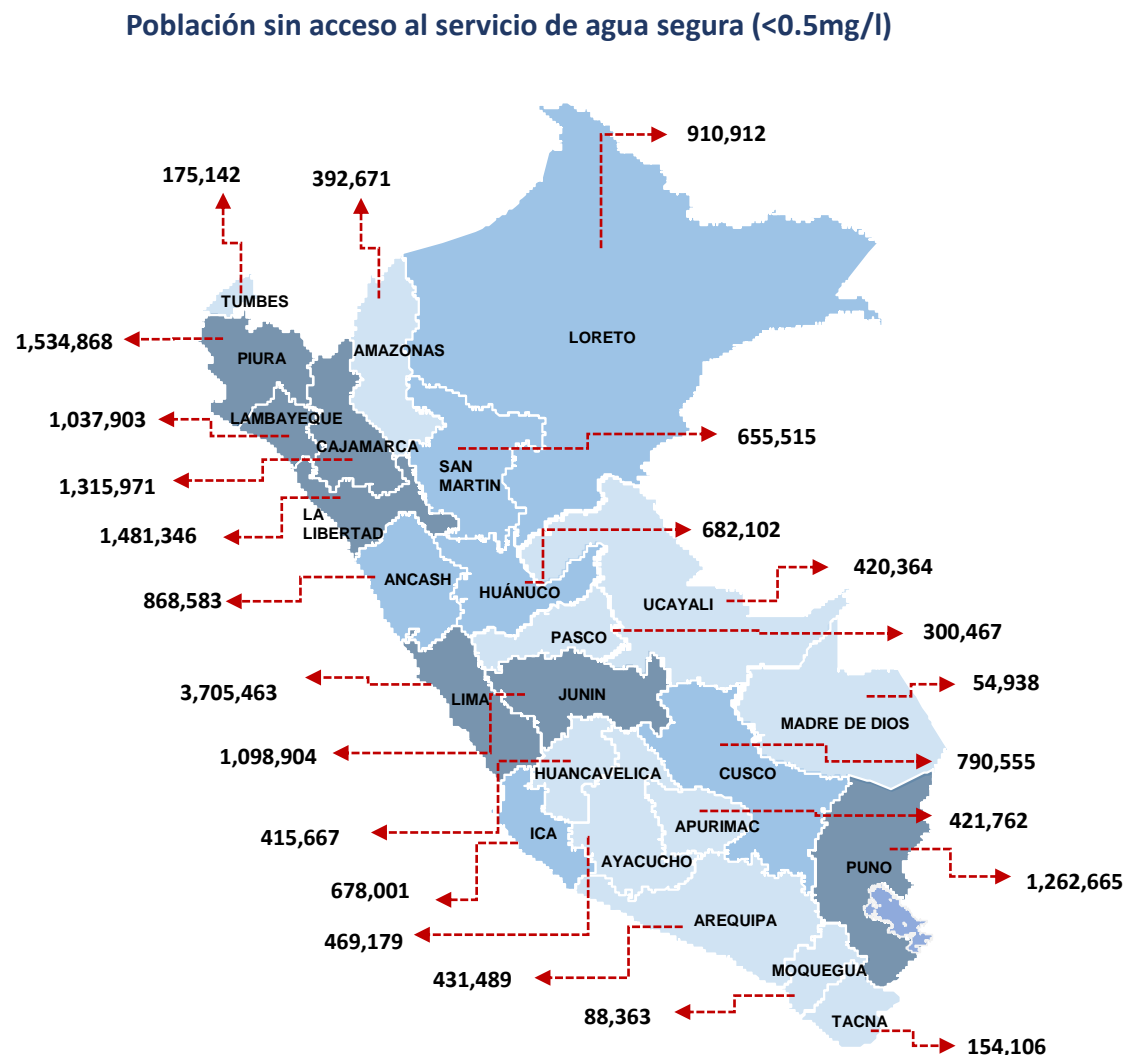 Población sin acceso al servicio de agua segura (<0.5mg/l)
910,912
175,142
392,671
TUMBES
1,534,868
LORETO
AMAZONAS
PIURA
1,037,903
LAMBAYEQUE
655,515
CAJAMARCA
SAN
MARTIN
1,315,971
LA
LIBERTAD
1,481,346
682,102
420,364
ANCASH
HUÁNUCO
868,583
UCAYALI
300,467
PASCO
3,705,463
54,938
LIMA
JUNIN
MADRE DE DIOS
1,098,904
790,555
HUANCAVELICA
CUSCO
421,762
415,667
ICA
APURIMAC
AYACUCHO
PUNO
1,262,665
678,001
AREQUIPA
469,179
431,489
MOQUEGUA
88,363
TACNA
154,106